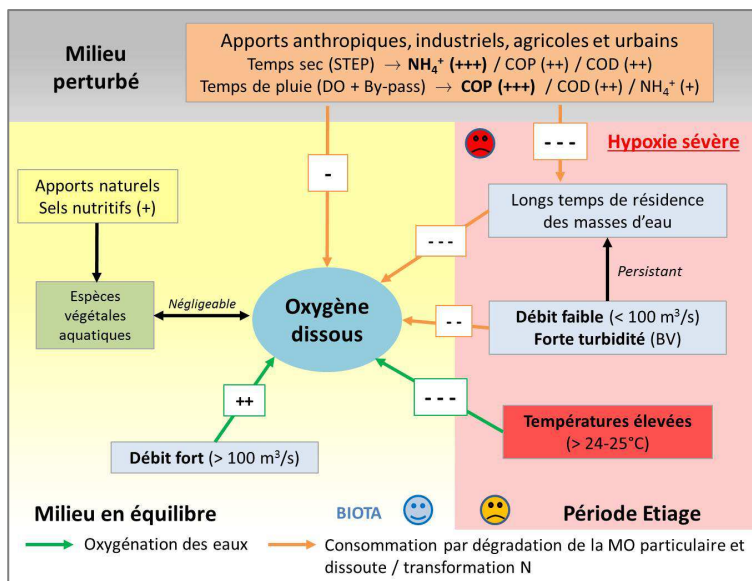 Milieu
perturbé
Apports anthropiques, industriels, agricoles et urbains
Temps sec (STEP) → NH₄⁺ (+++) / COP (++) / COD (++)
Temps de pluie (DO + By-pass) → COP (+++) / COD (++) / NH₄⁺ (+)
-
- - -
Hypoxie sévère
Apports naturels
Sels nutritifs (+)
Longs temps de résidence
des masses d'eau
- - -
Persistant
Espèces
végétales
aquatiques
Négligeable
Oxygène
dissous
- -
Débit faible (< 100 m³/s)
Forte turbidité (BV)
++
- - -
Débit fort (> 100 m³/s)
Températures élevées
(> 24-25°C)
Milieu en équilibre
BIOTA
Période Etiage
Oxygénation des eaux
Consommation par dégradation de la MO particulaire et
dissoute / transformation N